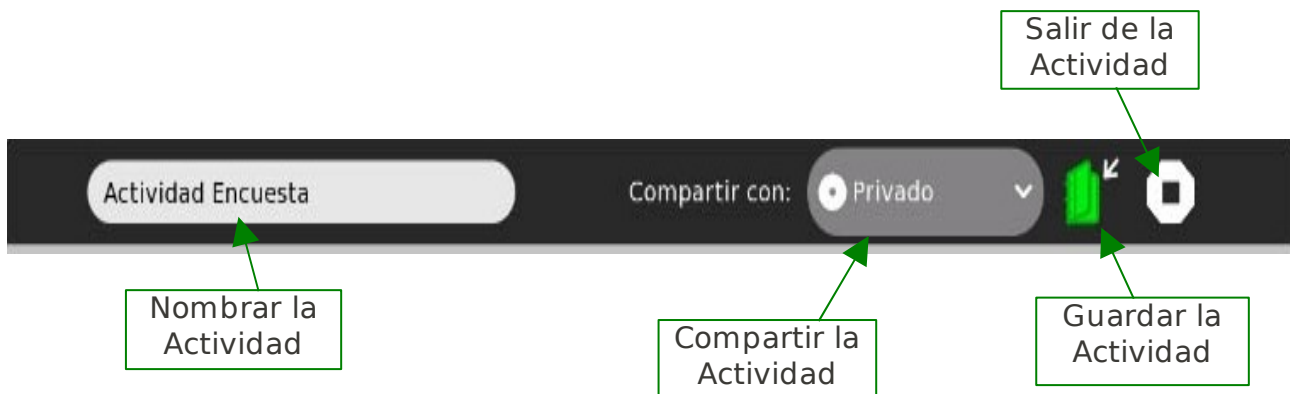 Salir de la
Actividad
Actividad Encuesta
Compartir con:
Privado
Nombrar la
Actividad
Compartir la
Actividad
Guardar la
Actividad